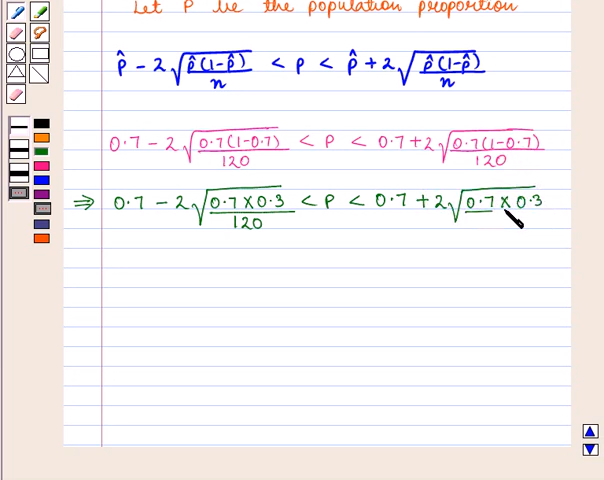 Let P be the population proportion
p̂ - 2√(p̂(1-p̂)/n) < P < p̂ + 2√(p̂(1-p̂)/n)
0.7 - 2√(0.7(1-0.7)/120) < P < 0.7 + 2√(0.7(1-0.7)/120)
⇒ 0.7 - 2√(0.7×0.3/120) < P < 0.7 + 2√(0.7×0.3